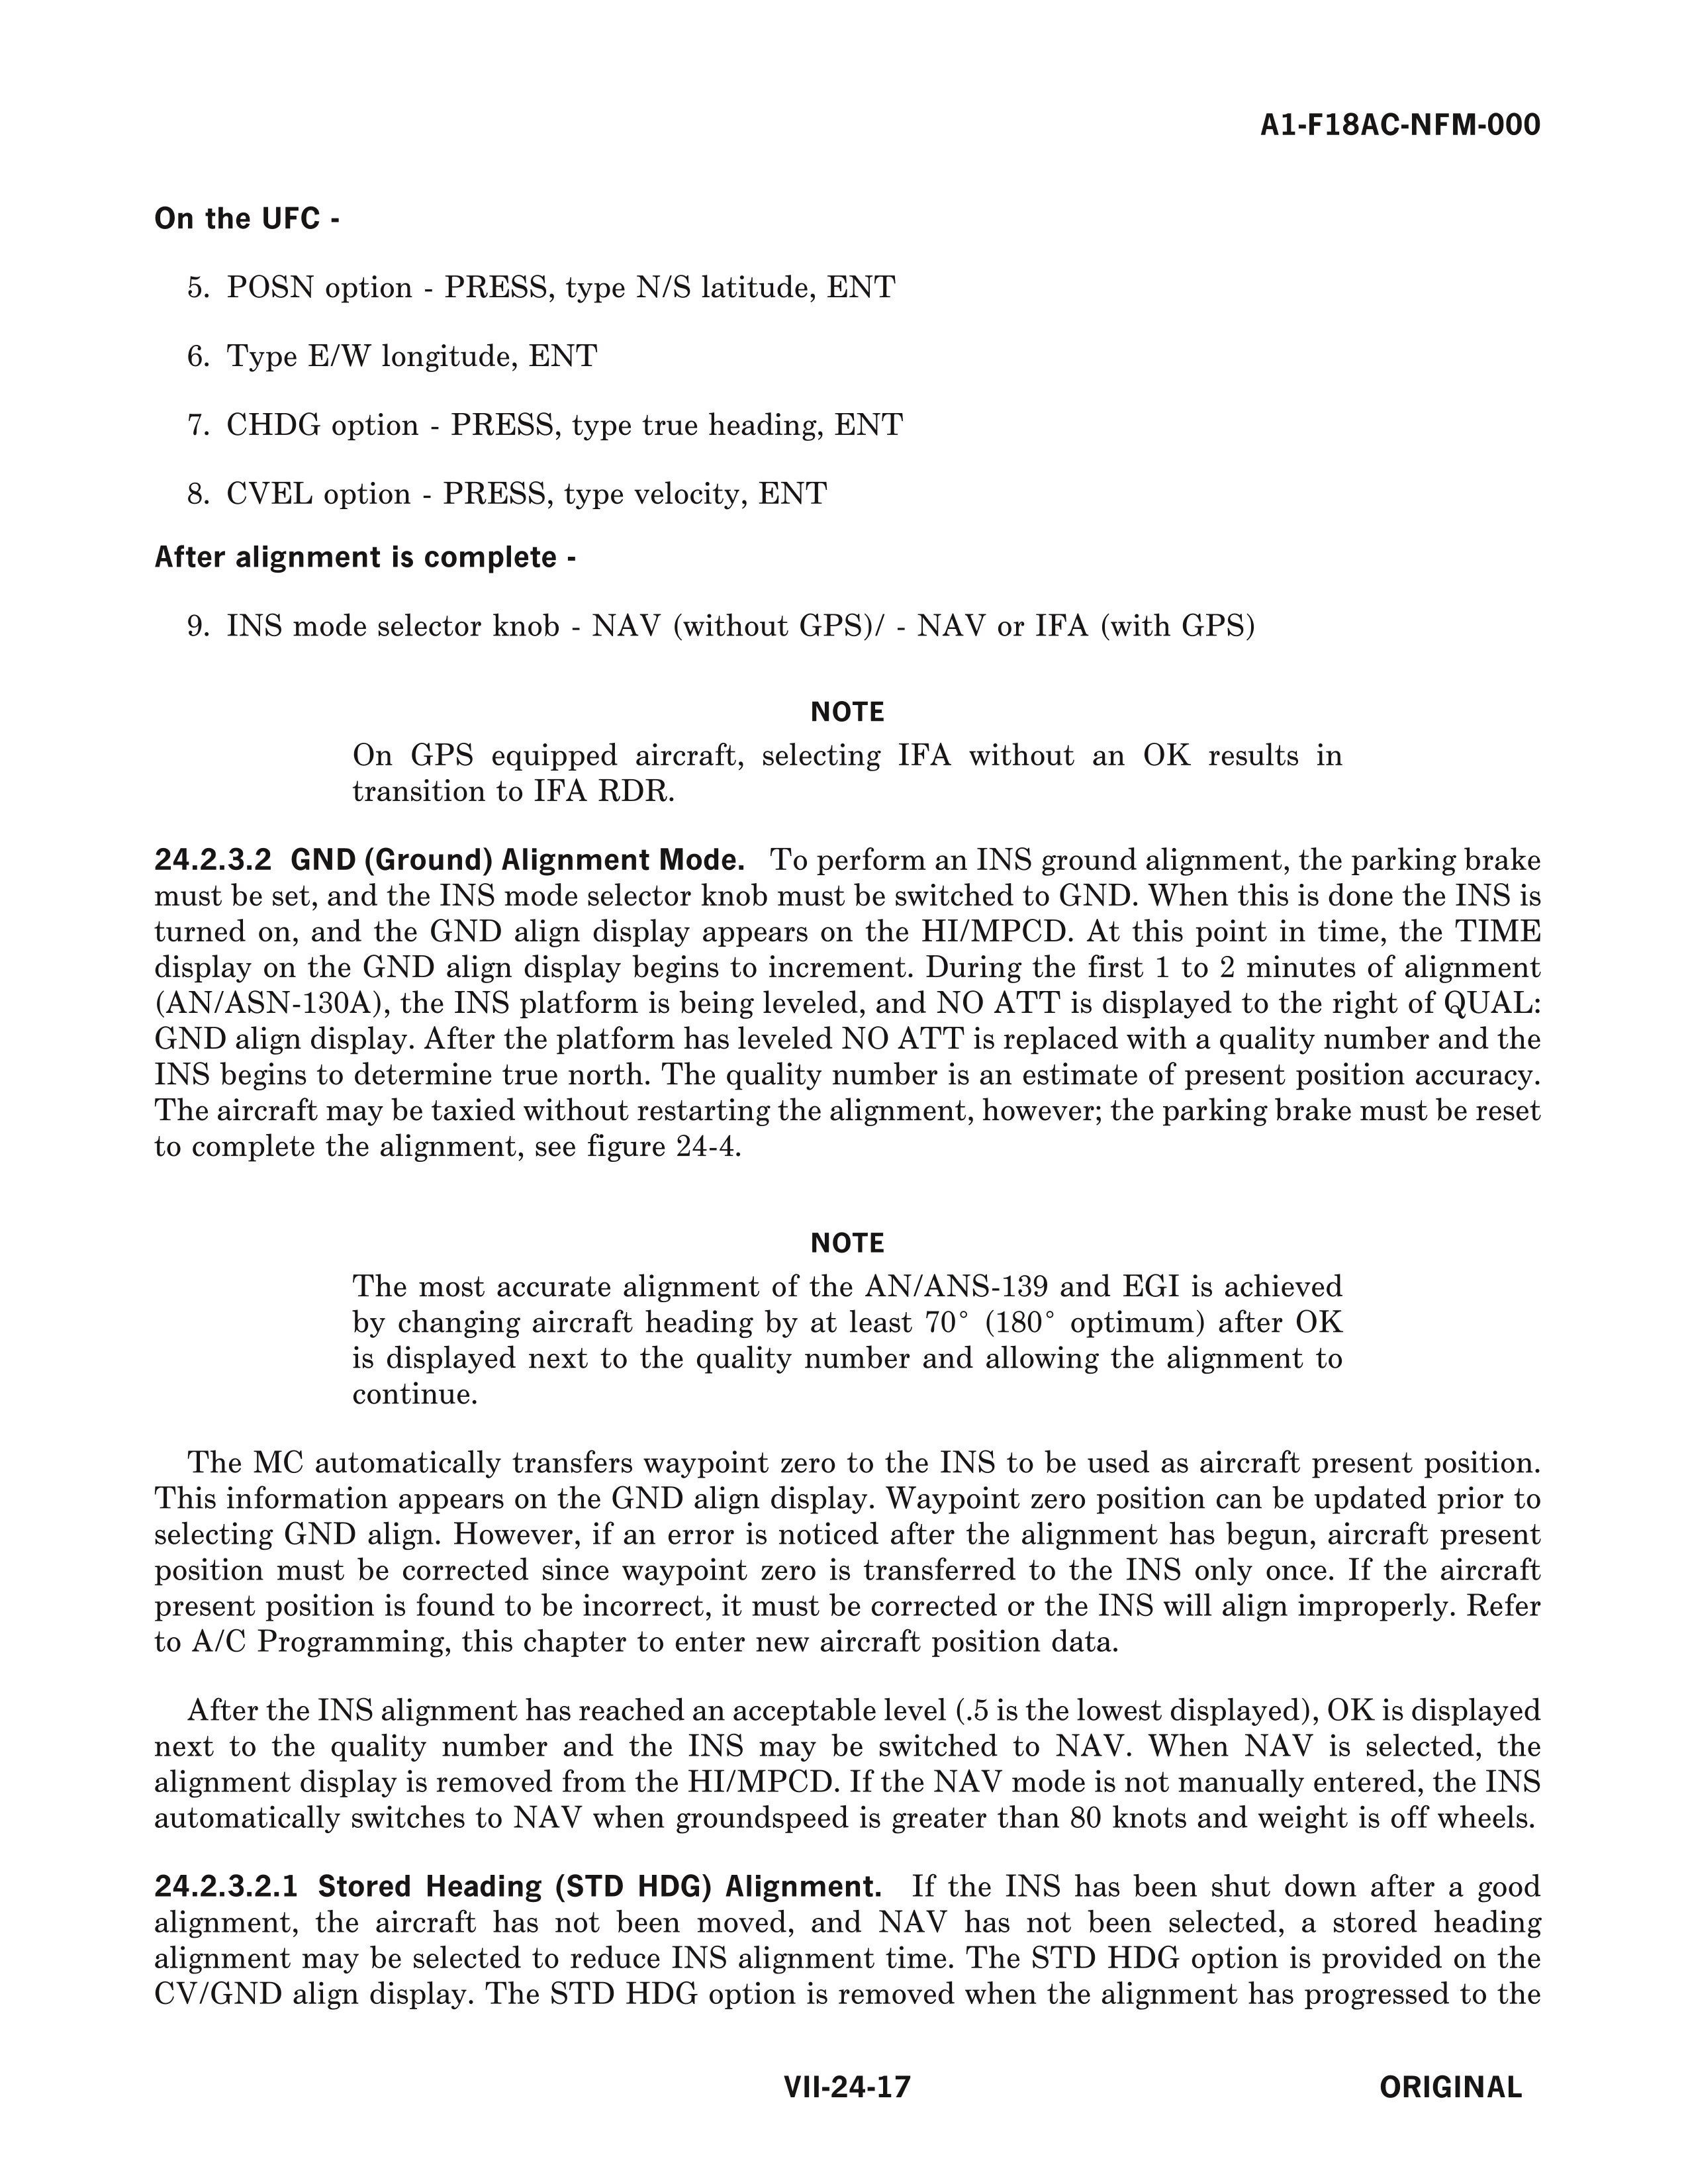 A1-F18AC-NFM-000
On the UFC -
5. POSN option - PRESS, type N/S latitude, ENT
6. Type E/W longitude, ENT
7. CHDG option - PRESS, type true heading, ENT
8. CVEL option - PRESS, type velocity, ENT
After alignment is complete -
9. INS mode selector knob - NAV (without GPS)/ - NAV or IFA (with GPS)
NOTE
On GPS equipped aircraft, selecting IFA without an OK results in
transition to IFA RDR.
24.2.3.2 GND (Ground) Alignment Mode. To perform an INS ground alignment, the parking brake
must be set, and the INS mode selector knob must be switched to GND. When this is done the INS is
turned on, and the GND align display appears on the HI/MPCD. At this point in time, the TIME
display on the GND align display begins to increment. During the first 1 to 2 minutes of alignment
(AN/ASN-130A), the INS platform is being leveled, and NO ATT is displayed to the right of QUAL:
GND align display. After the platform has leveled NO ATT is replaced with a quality number and the
INS begins to determine true north. The quality number is an estimate of present position accuracy.
The aircraft may be taxied without restarting the alignment, however; the parking brake must be reset
to complete the alignment, see figure 24-4.
NOTE
The most accurate alignment of the AN/ANS-139 and EGI is achieved
by changing aircraft heading by at least 70° (180° optimum) after OK
is displayed next to the quality number and allowing the alignment to
continue.
The MC automatically transfers waypoint zero to the INS to be used as aircraft present position.
This information appears on the GND align display. Waypoint zero position can be updated prior to
selecting GND align. However, if an error is noticed after the alignment has begun, aircraft present
position must be corrected since waypoint zero is transferred to the INS only once. If the aircraft
present position is found to be incorrect, it must be corrected or the INS will align improperly. Refer
to A/C Programming, this chapter to enter new aircraft position data.
After the INS alignment has reached an acceptable level (.5 is the lowest displayed), OK is displayed
next to the quality number and the INS may be switched to NAV. When NAV is selected, the
alignment display is removed from the HI/MPCD. If the NAV mode is not manually entered, the INS
automatically switches to NAV when groundspeed is greater than 80 knots and weight is off wheels.
24.2.3.2.1 Stored Heading (STD HDG) Alignment. If the INS has been shut down after a good
alignment, the aircraft has not been moved, and NAV has not been selected, a stored heading
alignment may be selected to reduce INS alignment time. The STD HDG option is provided on the
CV/GND align display. The STD HDG option is removed when the alignment has progressed to the
VII-24-17
ORIGINAL